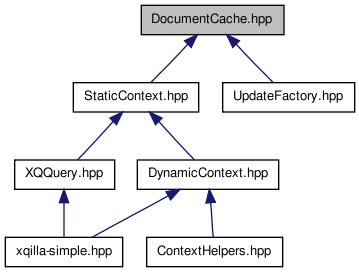 DocumentCache.hpp
StaticContext.hpp
UpdateFactory.hpp
XQQuery.hpp
DynamicContext.hpp
xqilla-simple.hpp
ContextHelpers.hpp